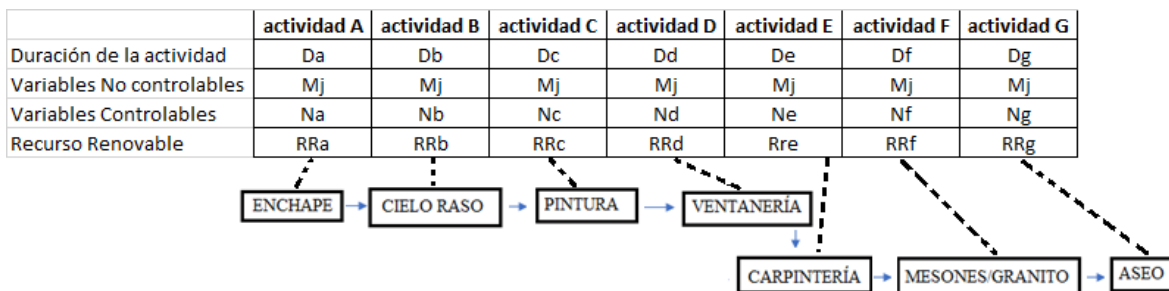 actividad A actividad B actividad C actividad D actividad E actividad F actividad G
Duración de la actividad Da Db Dc Dd De Df Dg
Variables No controlables Mj Mj Mj Mj Mj Mj Mj
Variables Controlables Na Nb Nc Nd Ne Nf Ng
Recurso Renovable RRa RRb RRc RRd Rre RRf RRg
ENCHAPE CIELO RASO PINTURA VENTANERÍA
CARPINTERÍA MESONES/GRANITO ASEO